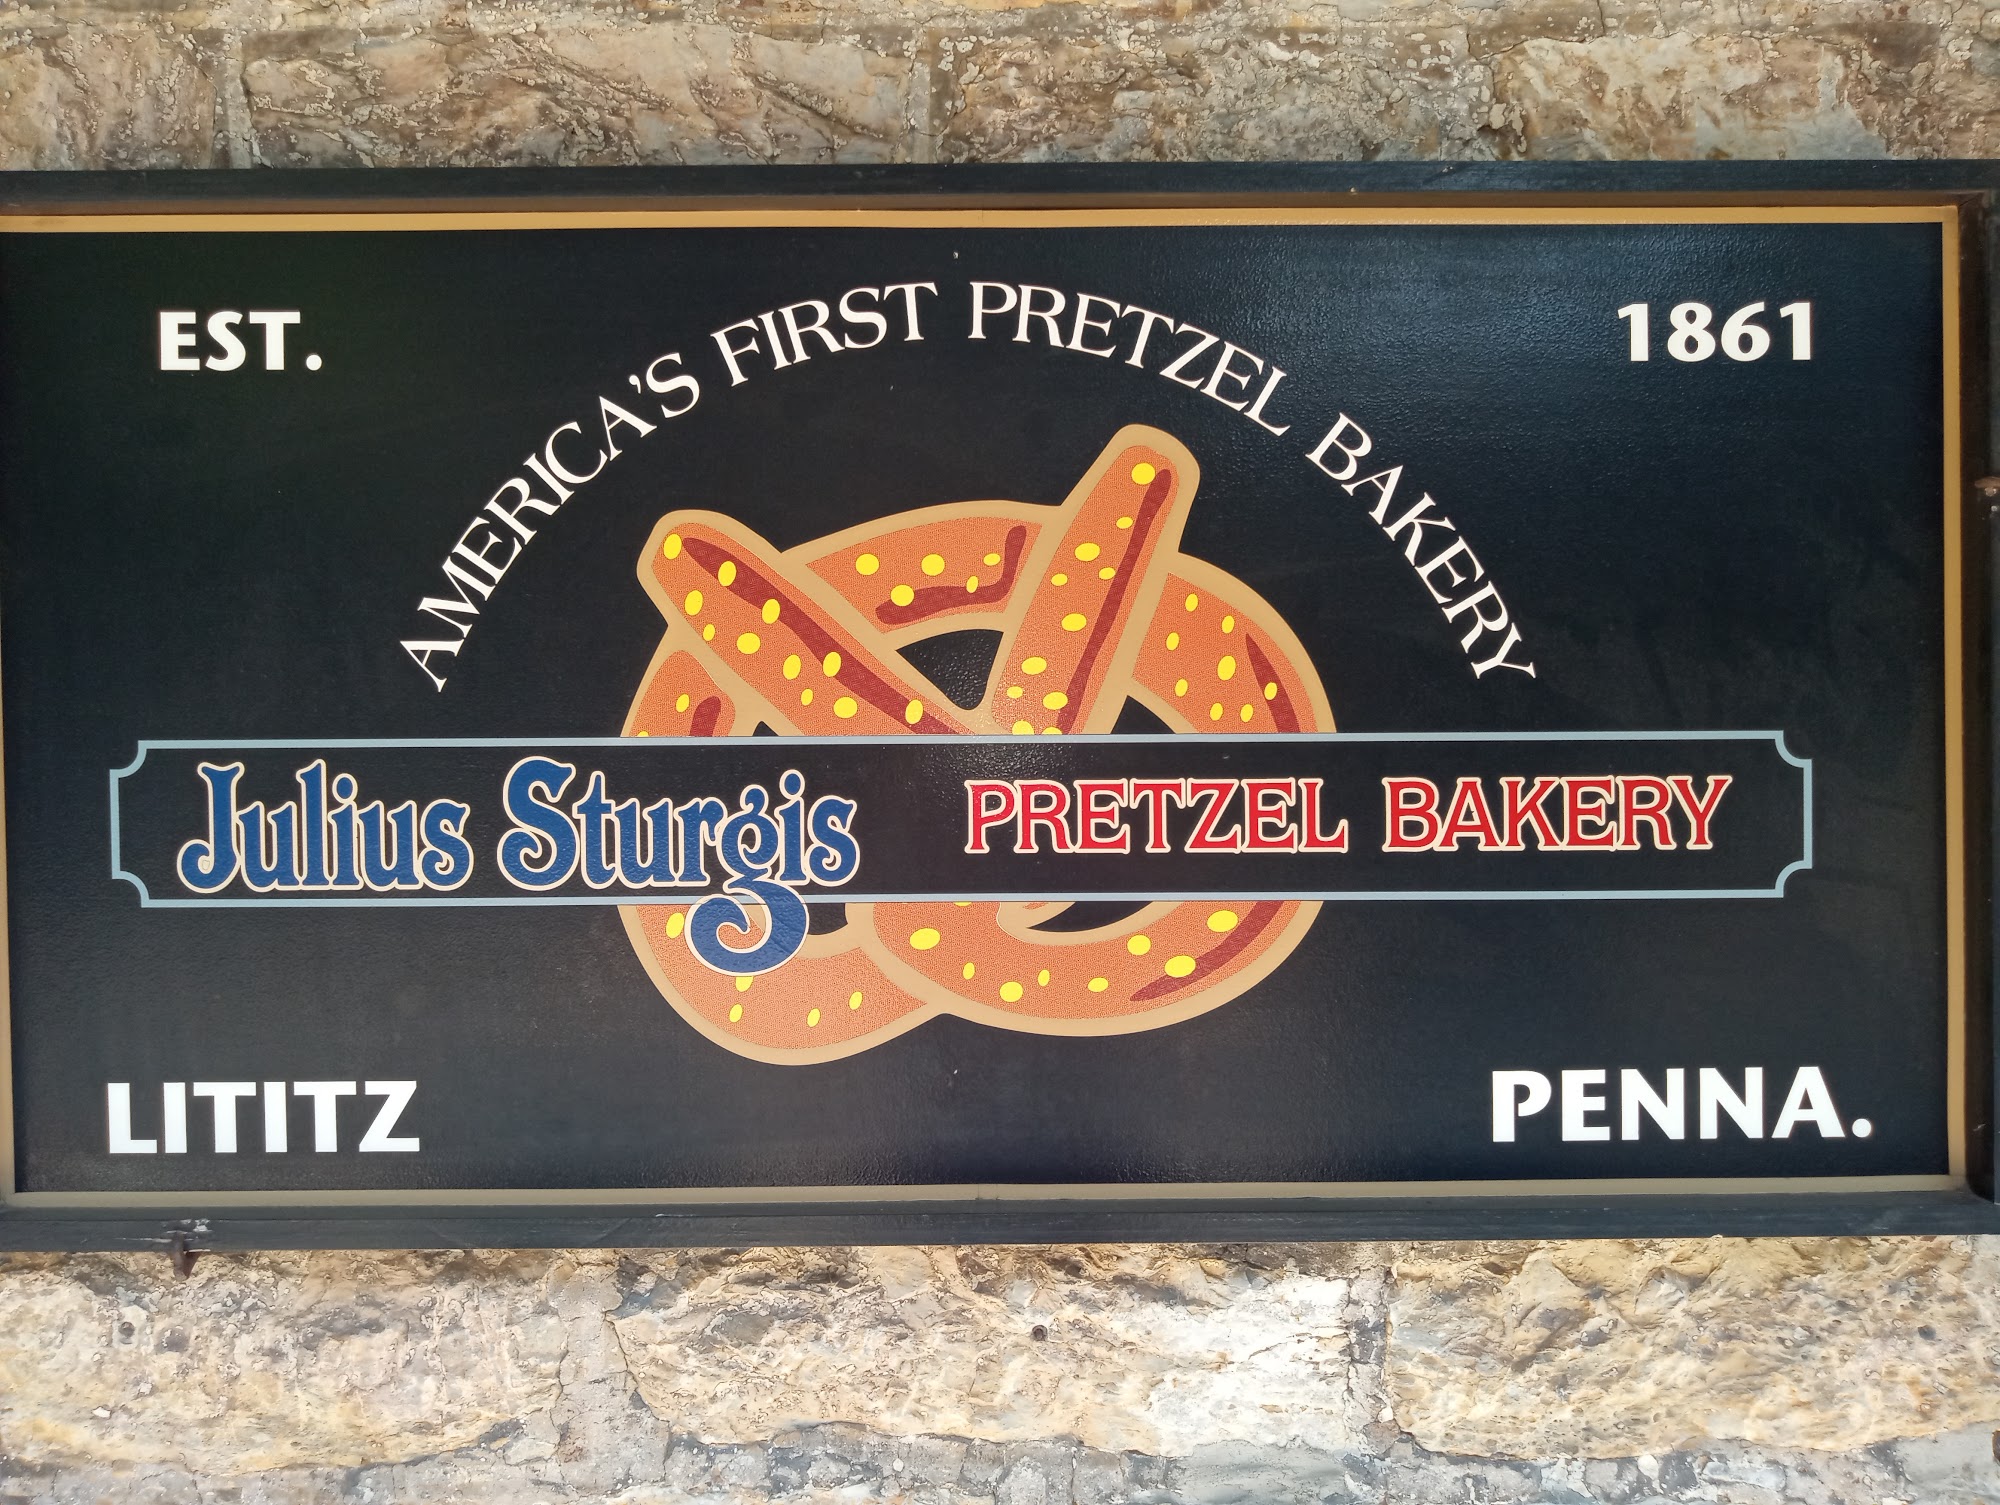 EST.
1861
AMERICA'S FIRST PRETZEL BAKERY
Julius Sturgis PRETZEL BAKERY
LITITZ
PENNA.